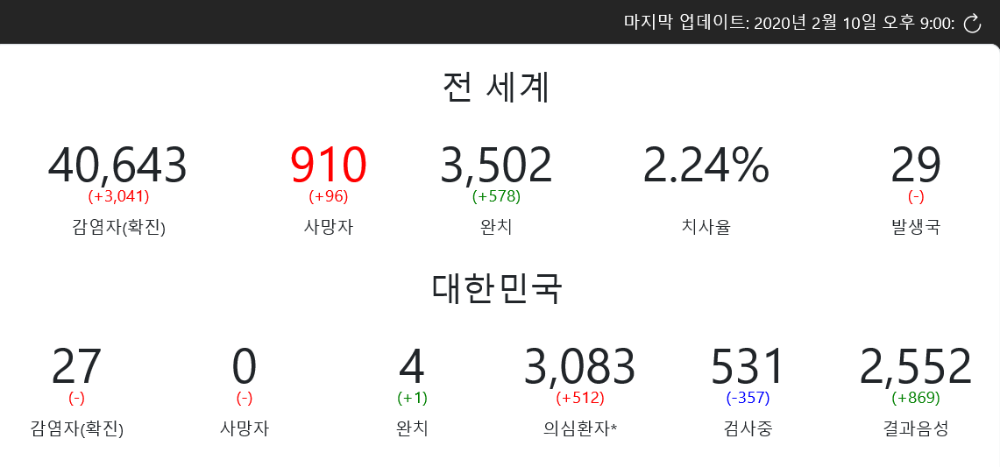 마지막 업데이트: 2020년 2월 10일 오후 9:00:
전 세계
40,643 910 3,502 2.24% 29
(+3,041) (+96) (+578) (-)
감염자(확진) 사망자 완치 치사율 발생국
대한민국
27 0 4 3,083 531 2,552
(-) (-) (+1) (+512) (-357) (+869)
감염자(확진) 사망자 완치 의심환자* 검사중 결과음성